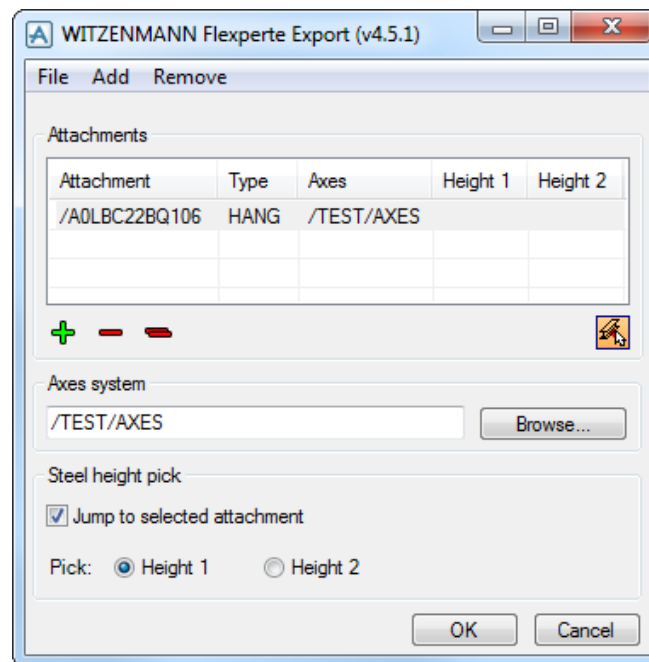 WITZENMANN Flexperte Export (v4.5.1)
File Add Remove
Attachments
Attachment Type Axes Height 1 Height 2
/A0LBC22BQ106 HANG /TEST/AXES
Axes system
/TEST/AXES Browse...
Steel height pick
Jump to selected attachment
Pick: Height 1 Height 2
OK Cancel